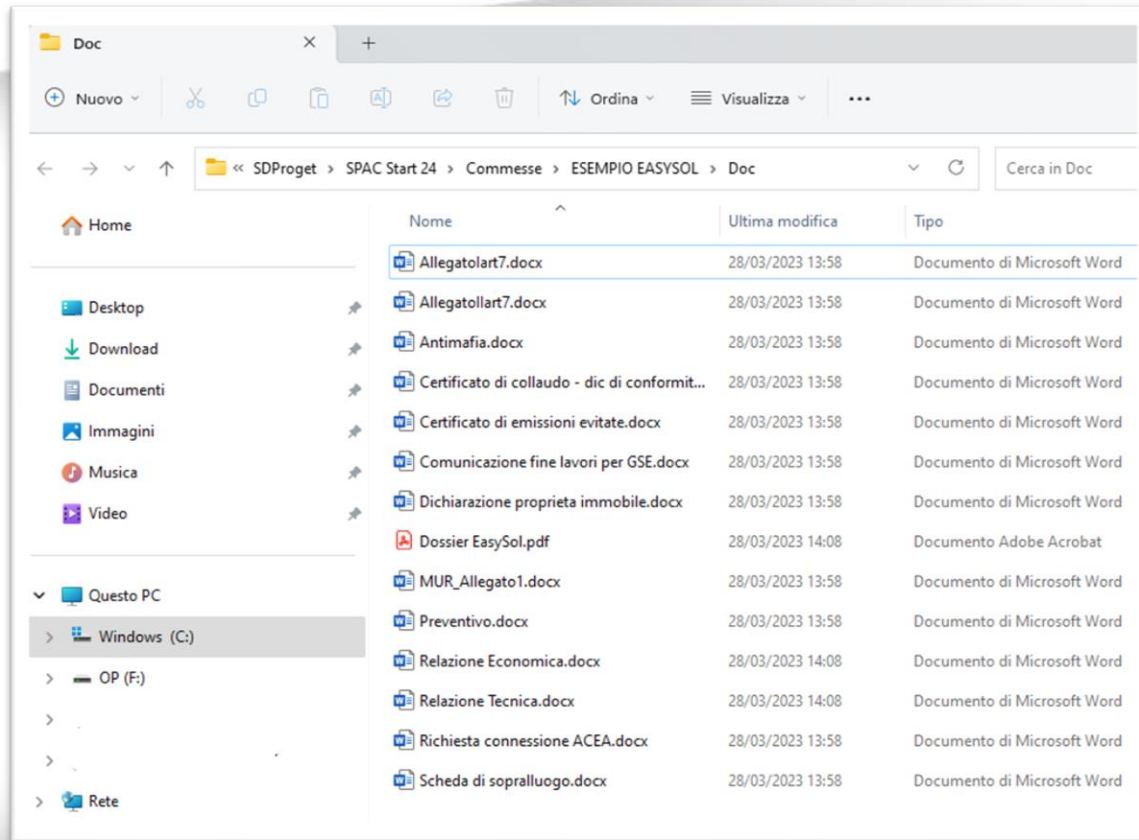 Doc
Nuovo
Ordina
Visualizza
« SDProget > SPAC Start 24 > Commesse > ESEMPIO EASYSOL > Doc
Cerca in Doc
Home
Desktop
Download
Documenti
Immagini
Musica
Video
Questo PC
Windows (C:)
OP (F:)
Rete
Nome Ultima modifica Tipo
AllegatoIart7.docx 28/03/2023 13:58 Documento di Microsoft Word
AllegatoIIart7.docx 28/03/2023 13:58 Documento di Microsoft Word
Antimafia.docx 28/03/2023 13:58 Documento di Microsoft Word
Certificato di collaudo - dic di conformit... 28/03/2023 13:58 Documento di Microsoft Word
Certificato di emissioni evitate.docx 28/03/2023 13:58 Documento di Microsoft Word
Comunicazione fine lavori per GSE.docx 28/03/2023 13:58 Documento di Microsoft Word
Dichiarazione proprieta immobile.docx 28/03/2023 13:58 Documento di Microsoft Word
Dossier EasySol.pdf 28/03/2023 14:08 Documento Adobe Acrobat
MUR_Allegato1.docx 28/03/2023 13:58 Documento di Microsoft Word
Preventivo.docx 28/03/2023 13:58 Documento di Microsoft Word
Relazione Economica.docx 28/03/2023 14:08 Documento di Microsoft Word
Relazione Tecnica.docx 28/03/2023 14:08 Documento di Microsoft Word
Richiesta connessione ACEA.docx 28/03/2023 13:58 Documento di Microsoft Word
Scheda di sopralluogo.docx 28/03/2023 13:58 Documento di Microsoft Word